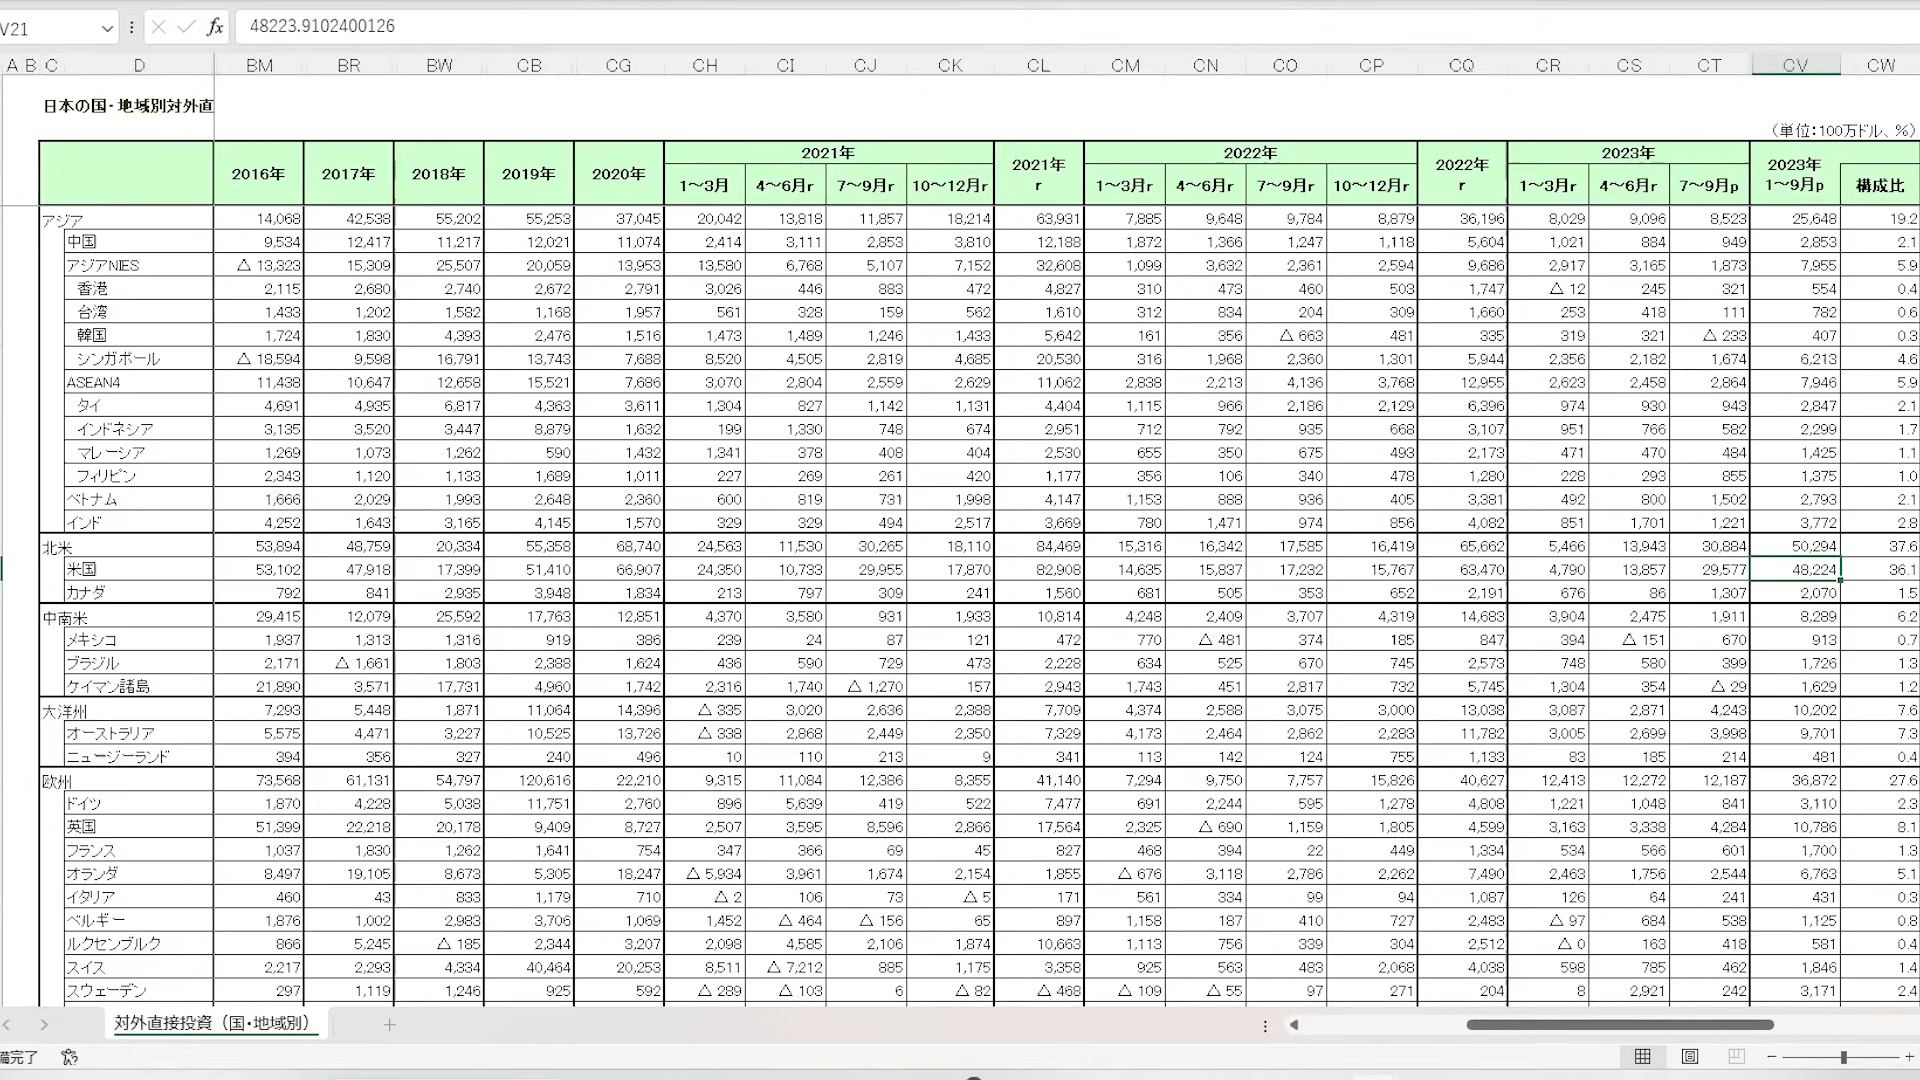 V21 48223.9102400126
A B C D BM BR BW CB CG CH CI CJ CK CL CM CN CO CP CQ CR CS CT CV CW
日本の国・地域別対外直
（単位：100万ドル、%）
2016年 2017年 2018年 2019年 2020年 2021年 2021年 r 2022年 2022年 r 2023年 2023年 1～9月p 構成比
1～3月 4～6月r 7～9月r 10～12月r 1～3月r 4～6月r 7～9月r 10～12月r 1～3月r 4～6月r 7～9月p
アジア 14,068 42,538 55,202 55,253 37,045 20,042 13,818 11,857 18,214 63,931 7,885 9,648 9,784 8,879 36,196 8,029 9,096 8,523 25,648 19.2
中国 9,534 12,417 11,217 12,021 11,074 2,414 3,111 2,853 3,810 12,188 1,872 1,366 1,247 1,118 5,604 1,021 884 949 2,853 2.1
アジアNIES △ 13,323 15,309 25,507 20,059 13,953 13,580 6,768 5,107 7,152 32,608 1,099 3,632 2,361 2,594 9,686 2,917 3,165 1,873 7,955 5.9
香港 2,115 2,680 2,740 2,672 2,791 3,026 446 883 472 4,827 310 473 460 503 1,747 △ 12 245 321 554 0.4
台湾 1,433 1,202 1,582 1,168 1,957 561 328 159 562 1,610 312 834 204 309 1,660 253 418 111 782 0.6
韓国 1,724 1,830 4,393 2,476 1,516 1,473 1,489 1,246 1,433 5,642 161 356 △ 663 481 335 319 321 △ 233 407 0.3
シンガポール △ 18,594 9,598 16,791 13,743 7,688 8,520 4,505 2,819 4,685 20,530 316 1,968 2,360 1,301 5,944 2,356 2,182 1,674 6,213 4.6
ASEAN4 11,438 10,647 12,658 15,521 7,686 3,070 2,804 2,559 2,629 11,062 2,838 2,213 4,136 3,768 12,955 2,623 2,458 2,864 7,946 5.9
タイ 4,691 4,935 6,817 4,363 3,611 1,304 827 1,142 1,131 4,404 1,115 966 2,186 2,129 6,396 974 930 943 2,847 2.1
インドネシア 3,135 3,520 3,447 8,879 1,632 199 1,330 748 674 2,951 712 792 935 668 3,107 951 766 582 2,299 1.7
マレーシア 1,269 1,073 1,262 590 1,432 1,341 378 408 404 2,530 655 350 675 493 2,173 471 470 484 1,425 1.1
フィリピン 2,343 1,120 1,133 1,689 1,011 227 269 261 420 1,177 356 106 340 478 1,280 228 293 855 1,375 1.0
ベトナム 1,666 2,029 1,993 2,648 2,360 600 819 731 1,998 4,147 1,153 888 936 405 3,381 492 800 1,502 2,793 2.1
インド 4,252 1,643 3,165 4,145 1,570 329 329 494 2,517 3,669 780 1,471 974 856 4,082 851 1,701 1,221 3,772 2.8
北米 53,894 48,759 20,334 55,358 68,740 24,563 11,530 30,265 18,110 84,469 15,316 16,342 17,585 16,419 65,662 5,466 13,943 30,884 50,294 37.6
米国 53,102 47,918 17,399 51,410 66,907 24,350 10,733 29,955 17,870 82,908 14,635 15,837 17,232 15,767 63,470 4,790 13,857 29,577 48,224 36.1
カナダ 792 841 2,935 3,948 1,834 213 797 309 241 1,560 681 505 353 652 2,191 676 86 1,307 2,070 1.5
中南米 29,415 12,079 25,592 17,763 12,851 4,370 3,580 931 1,933 10,814 4,248 2,409 3,707 4,319 14,683 3,904 2,475 1,911 8,289 6.2
メキシコ 1,937 1,313 1,316 919 386 239 24 87 121 472 770 △ 481 374 185 847 394 △ 151 670 913 0.7
ブラジル 2,171 △ 1,661 1,803 2,388 1,624 436 590 729 473 2,228 634 525 670 745 2,573 748 580 399 1,726 1.3
ケイマン諸島 21,890 3,571 17,731 4,960 1,742 2,316 1,740 △ 1,270 157 2,943 1,743 451 2,817 732 5,745 1,304 354 △ 29 1,629 1.2
大洋州 7,293 5,448 1,871 11,064 14,396 △ 335 3,020 2,636 2,388 7,709 4,374 2,588 3,075 3,000 13,038 3,087 2,871 4,243 10,202 7.6
オーストラリア 5,575 4,471 3,227 10,525 13,726 △ 338 2,868 2,449 2,350 7,329 4,173 2,464 2,862 2,283 11,782 3,005 2,699 3,998 9,701 7.3
ニュージーランド 394 356 327 240 496 10 110 213 9 341 113 142 124 755 1,133 83 185 214 481 0.4
欧州 73,568 61,131 54,797 120,616 22,210 9,315 11,084 12,386 8,355 41,140 7,294 9,750 7,757 15,826 40,627 12,413 12,272 12,187 36,872 27.6
ドイツ 1,870 4,228 5,038 11,751 2,760 896 5,639 419 522 7,477 691 2,244 595 1,278 4,808 1,221 1,048 841 3,110 2.3
英国 51,399 22,218 20,178 9,409 8,727 2,507 3,595 8,596 2,866 17,564 2,325 △ 690 1,159 1,805 4,599 3,163 3,338 4,284 10,786 8.1
フランス 1,037 1,830 1,262 1,641 754 347 366 69 45 827 468 394 22 449 1,334 534 566 601 1,700 1.3
オランダ 8,497 19,105 8,673 5,305 18,247 △ 5,934 3,961 1,674 2,154 1,855 △ 676 3,118 2,786 2,262 7,490 2,463 1,756 2,544 6,763 5.1
イタリア 460 43 833 1,179 710 △ 2 106 73 △ 5 171 561 334 99 94 1,087 126 64 241 431 0.3
ベルギー 1,876 1,002 2,983 3,706 1,069 1,452 △ 464 △ 156 65 897 1,158 187 410 727 2,483 △ 97 684 538 1,125 0.8
ルクセンブルク 866 5,245 △ 185 2,344 3,207 2,098 4,585 2,106 1,874 10,663 1,113 756 339 304 2,512 △ 0 163 418 581 0.4
スイス 2,217 2,293 4,334 40,464 20,253 8,511 △ 7,212 885 1,175 3,358 925 563 483 2,068 4,038 598 785 462 1,846 1.4
スウェーデン 297 1,119 1,246 925 592 △ 289 △ 103 6 △ 82 △ 468 △ 109 △ 55 97 271 204 8 2,921 242 3,171 2.4
対外直接投資（国・地域別）
備完了